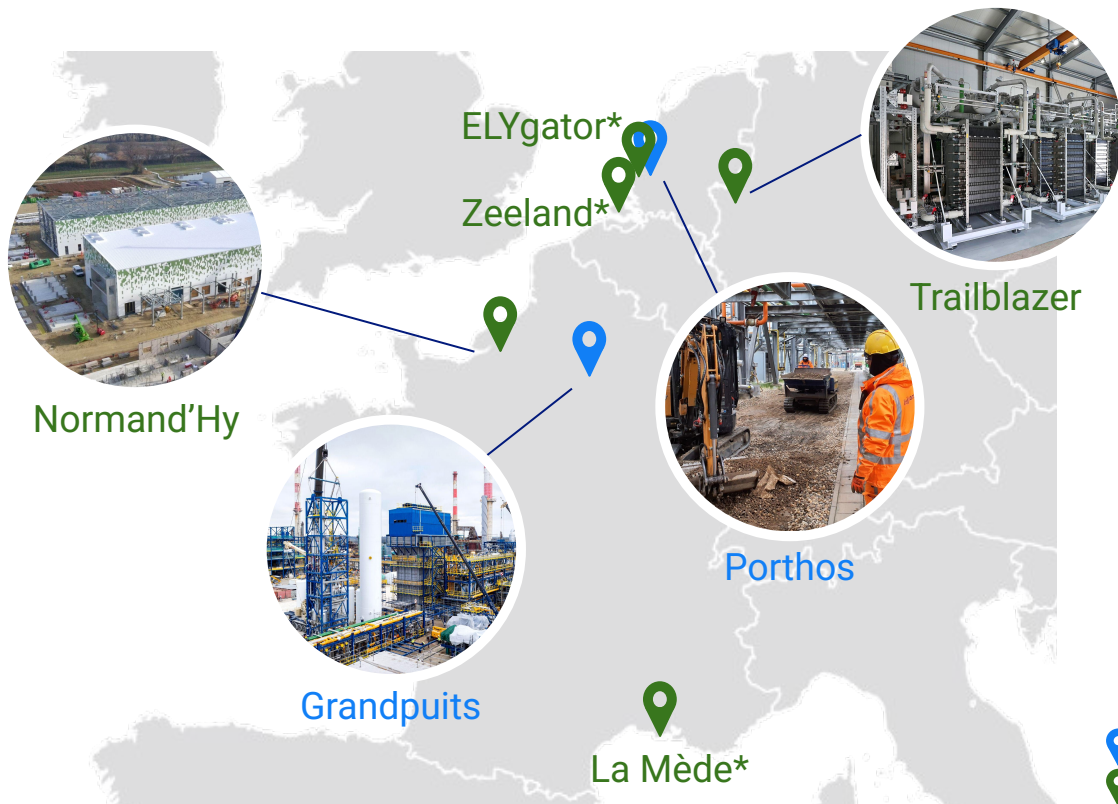 ELYgator*
Zeeland*
Trailblazer
Normand’Hy
Porthos
Grandpuits
La Mède*